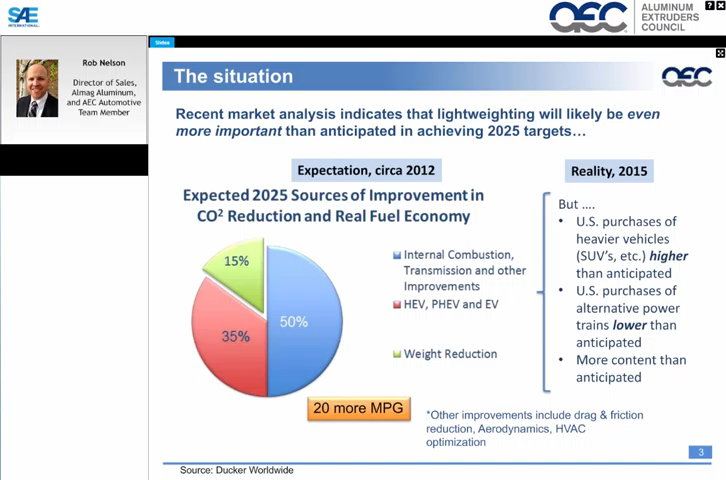 SAE
INTERNATIONAL
AEC
ALUMINUM
EXTRUDERS
COUNCIL
Slides
Rob Nelson
Director of Sales,
Almag Aluminum,
and AEC Automotive
Team Member
The situation
AEC
Recent market analysis indicates that lightweighting will likely be even
more important than anticipated in achieving 2025 targets…
Expectation, circa 2012
Expected 2025 Sources of Improvement in
CO² Reduction and Real Fuel Economy
15%
35%
50%
Internal Combustion,
Transmission and other
Improvements
HEV, PHEV and EV
Weight Reduction
20 more MPG
Reality, 2015
But ….
• U.S. purchases of
heavier vehicles
(SUV's, etc.) higher
than anticipated
• U.S. purchases of
alternative power
trains lower than
anticipated
• More content than
anticipated
*Other improvements include drag & friction
reduction, Aerodynamics, HVAC
optimization
3
Source: Ducker Worldwide